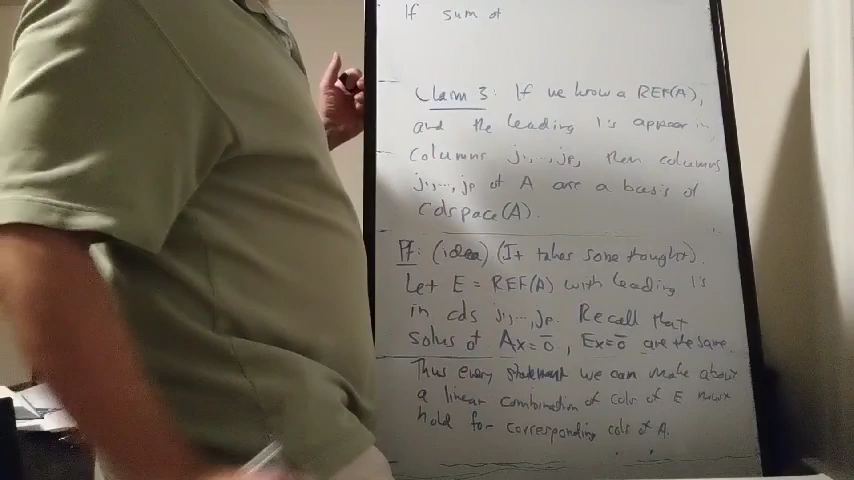 If sum of
Claim 3: If we know a REF(A),
and the leading 1's appear in
columns j₁,...,jₚ, then columns
j₁,...,jₚ of A are a basis of
colspace(A).
Pf: (idea) (It takes some thought).
Let E = REF(A) with leading 1's
in cols j₁,...,jₚ. Recall that
solns of Ax=0̄, Ex=0̄ are the same
Thus every statement we can make about
a linear combination of cols of E must
hold for corresponding cols of A.